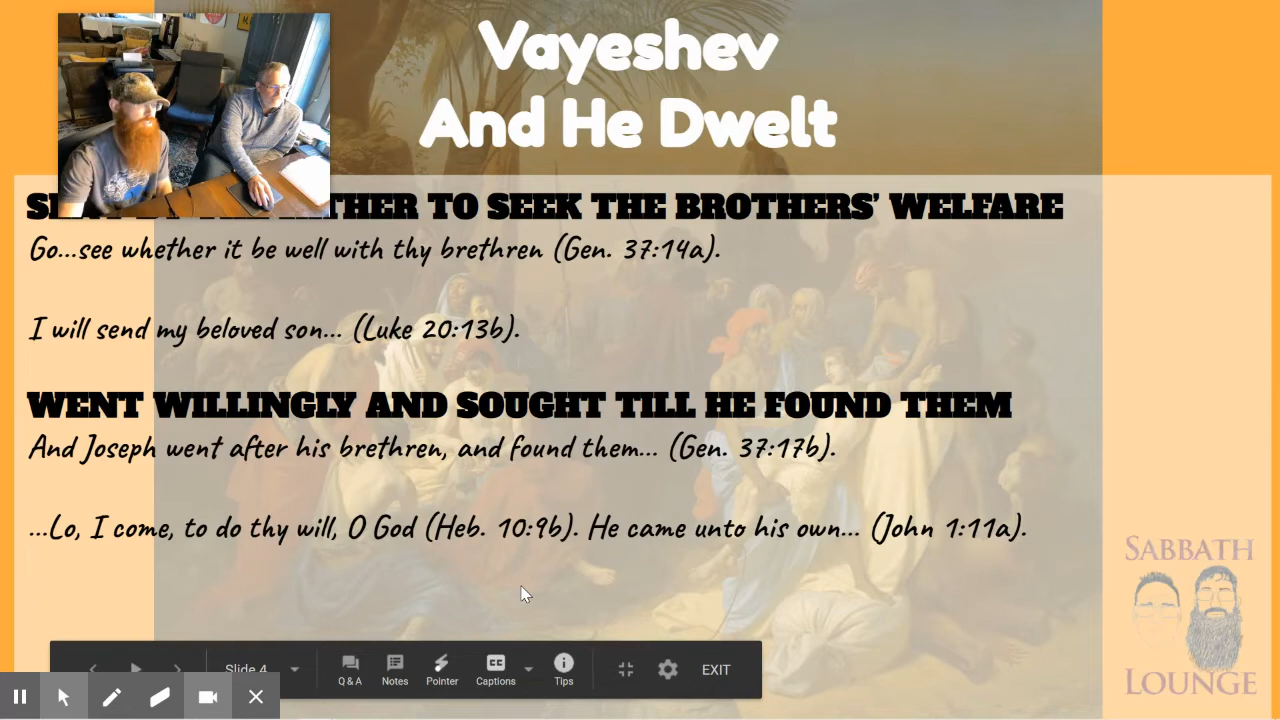 Vayeshev
And He Dwelt
THER TO SEEK THE BROTHERS' WELFARE
Go...see whether it be well with thy brethren (Gen. 37:14a).
I will send my beloved son... (Luke 20:13b).
WENT WILLINGLY AND SOUGHT TILL HE FOUND THEM
And Joseph went after his brethren, and found them... (Gen. 37:17b).
...Lo, I come, to do thy will, O God (Heb. 10:9b). He came unto his own... (John 1:11a).
SABBATH
LOUNGE
Slide 4
Q & A
Notes
Pointer
CC
Captions
Tips
EXIT